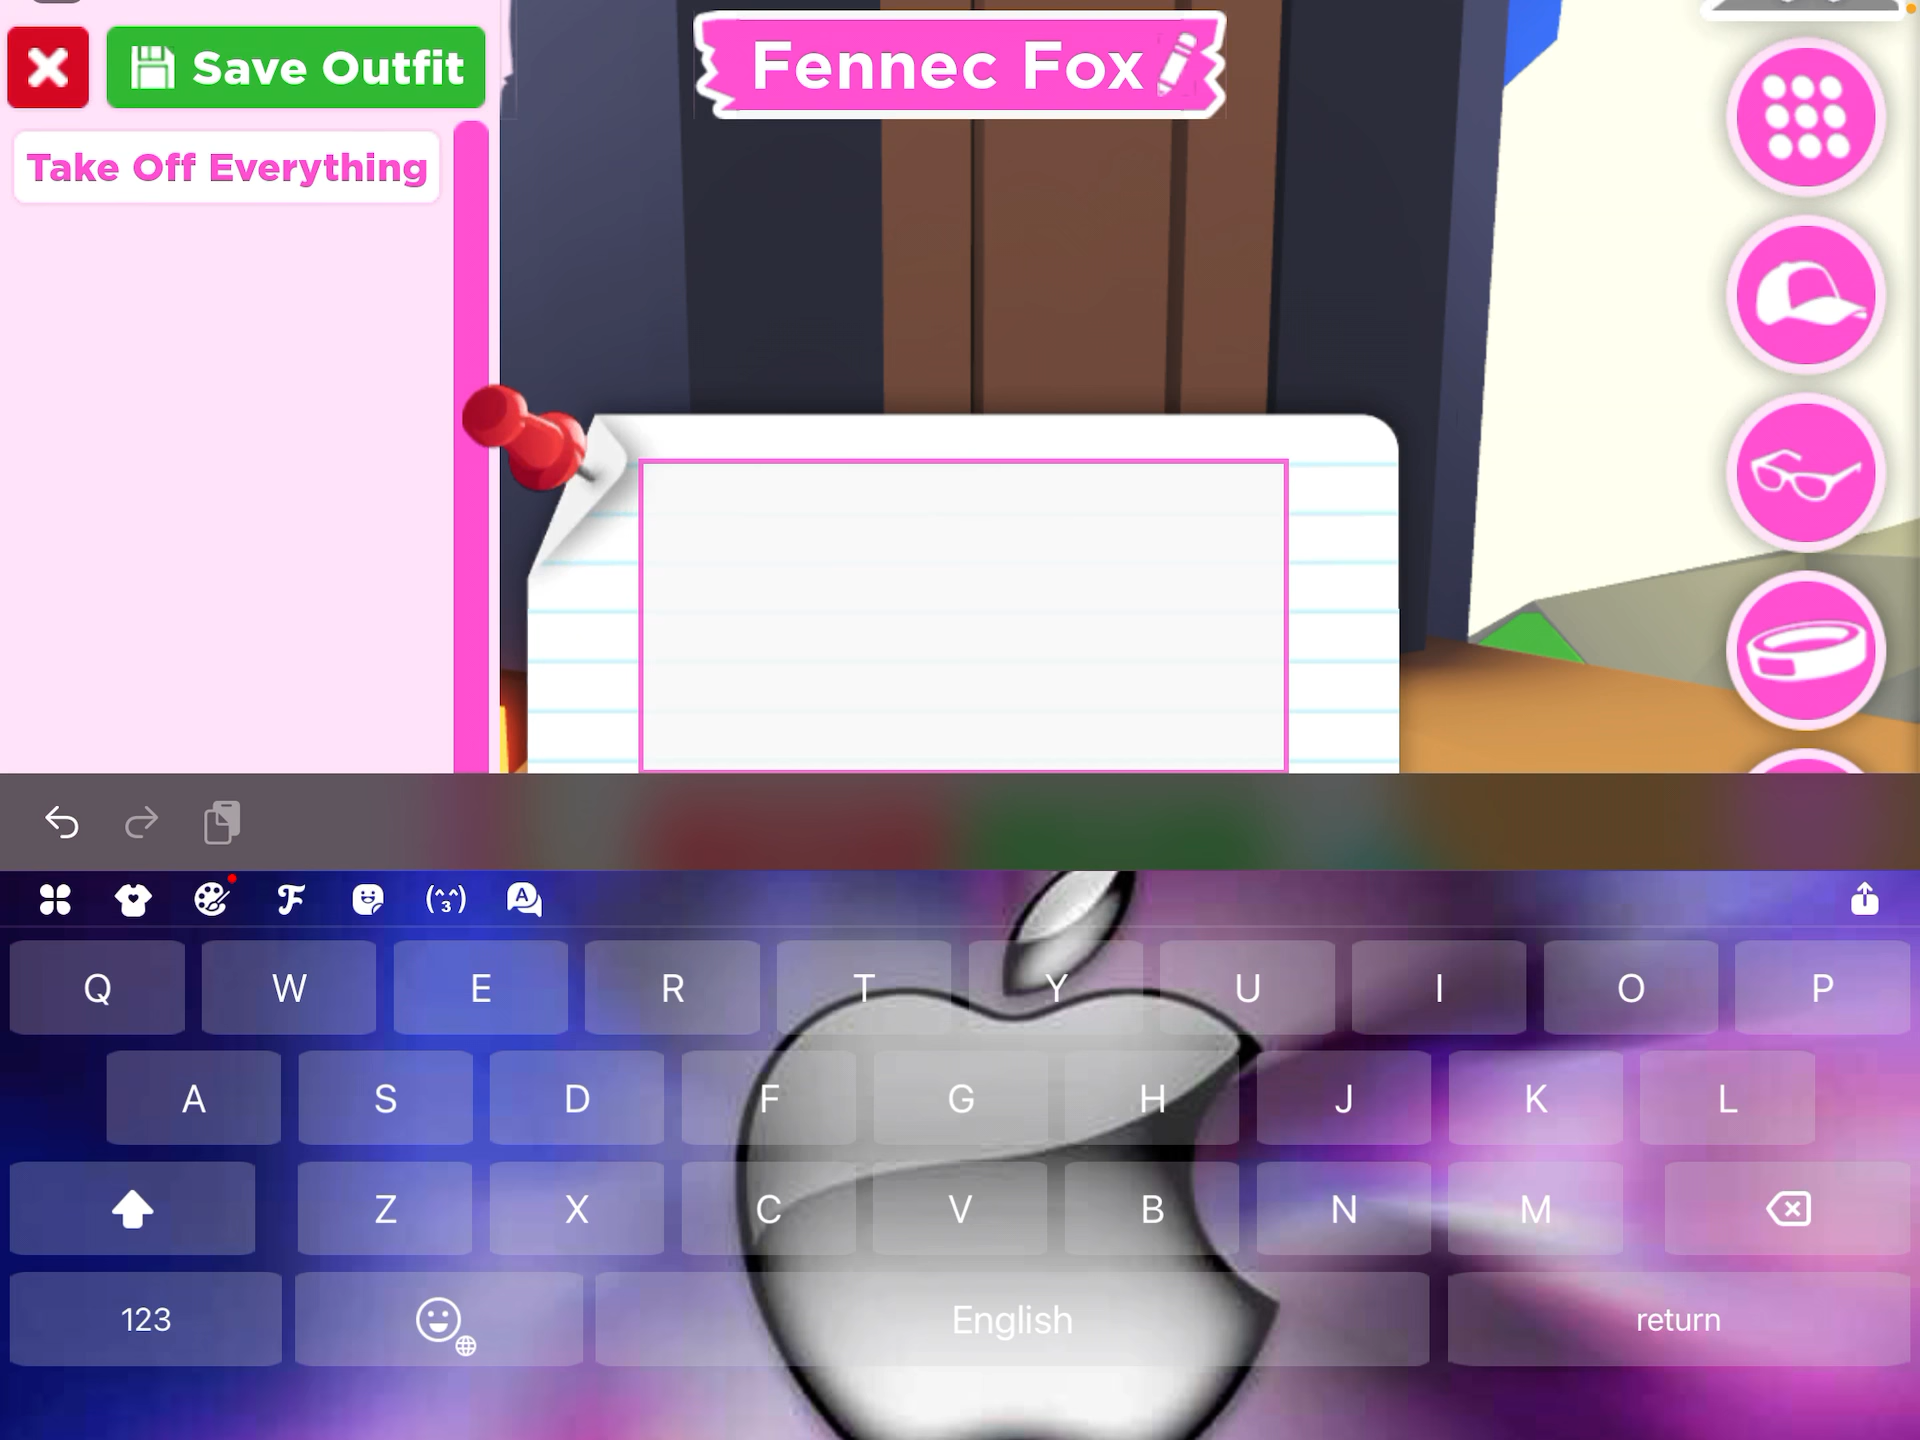 Save Outfit
Fennec Fox
Take Off Everything
Q W E R T Y U I O P
A S D F G H J K L
Z X C V B N M
123 English return